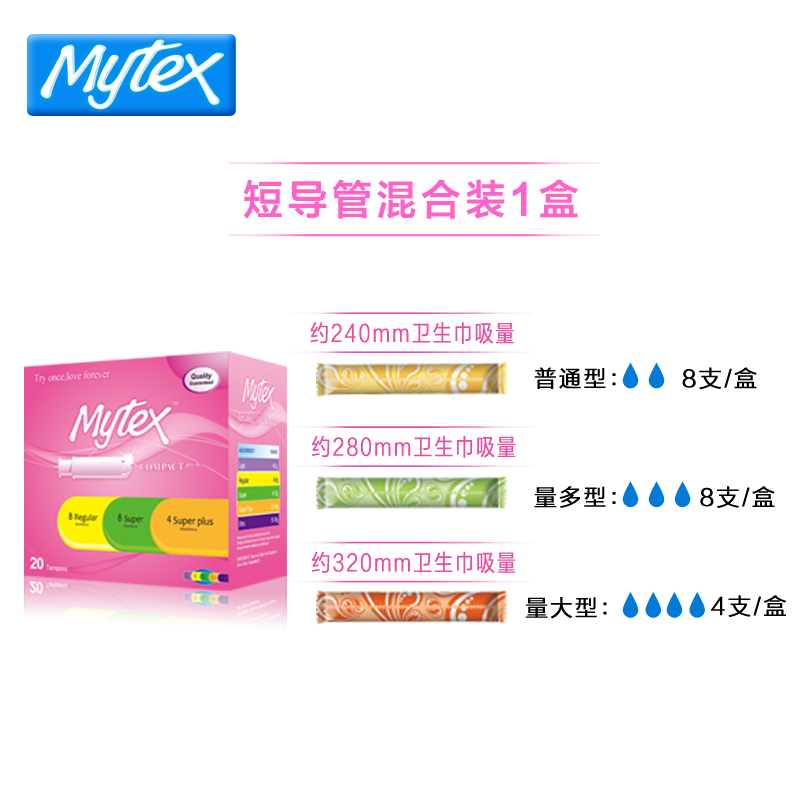 Mytex
短导管混合装1盒
约240mm卫生巾吸量
普通型: 8支/盒
约280mm卫生巾吸量
量多型: 8支/盒
约320mm卫生巾吸量
量大型: 4支/盒
Try once,love forever
Quality
Guaranteed
Mytex
COMPACT
8 Regular
8 Super
4 Super plus
20 Tampons
Mytex
Regular
Super